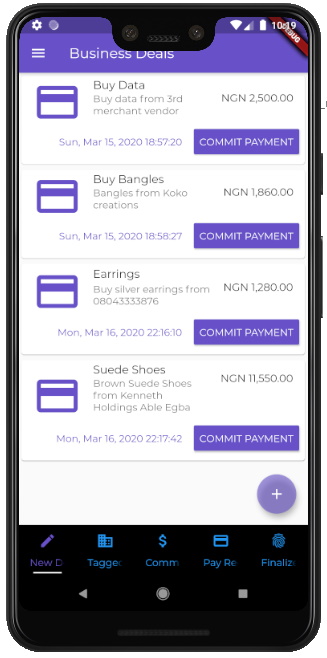 10:19
Business Deals
Buy Data
Buy data from 3rd
merchant vendor
NGN 2,500.00
Sun, Mar 15, 2020 18:57:20
COMMIT PAYMENT
Buy Bangles
Bangles from Koko
creations
NGN 1,860.00
Sun, Mar 15, 2020 18:58:27
COMMIT PAYMENT
Earrings
Buy silver earrings from
08043333876
NGN 1,280.00
Mon, Mar 16, 2020 22:16:10
COMMIT PAYMENT
Suede Shoes
Brown Suede Shoes
from Kenneth
Holdings Able Egba
NGN 11,550.00
Mon, Mar 16, 2020 22:17:42
COMMIT PAYMENT
+
New D
Tagge
Comm
Pay Re
Finaliz